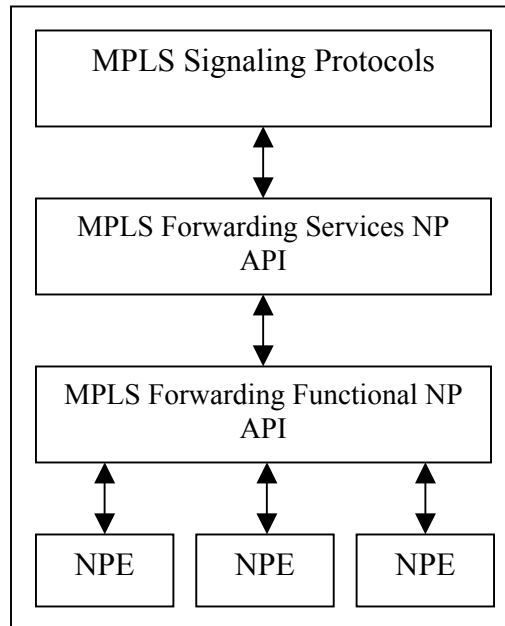 MPLS Signaling Protocols
MPLS Forwarding Services NP
API
MPLS Forwarding Functional NP
API
NPE
NPE
NPE